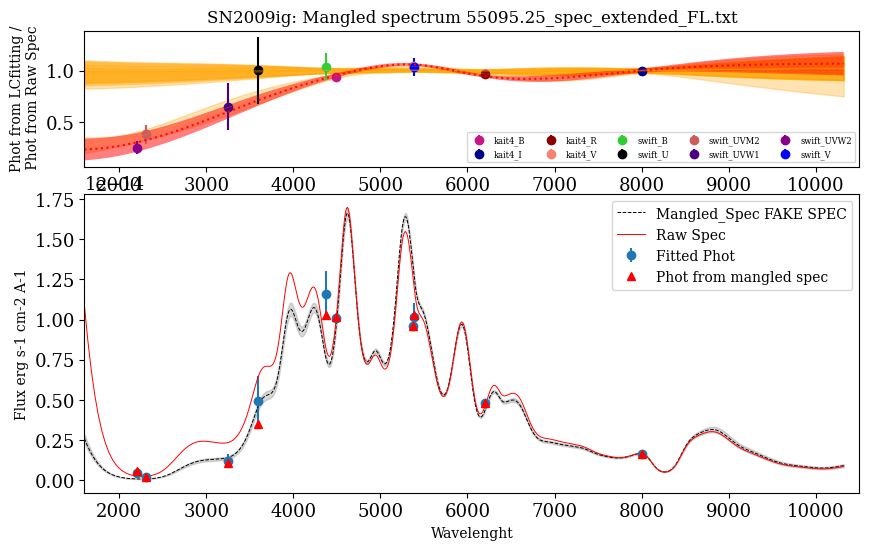 SN2009ig: Mangled spectrum 55095.25_spec_extended_FL.txt
Phot from LCfitting /
Phot from Raw Spec
1.0
0.5
kait4_B
kait4_R
swift_B
swift_UVM2
swift_UVW2
kait4_I
kait4_V
swift_U
swift_UVW1
swift_V
2000
3000
4000
5000
6000
7000
8000
9000
10000
Flux erg s-1 cm-2 A-1
1.75
1.50
1.25
1.00
0.75
0.50
0.25
0.00
Mangled_Spec FAKE SPEC
Raw Spec
Fitted Phot
Phot from mangled spec
2000
3000
4000
5000
6000
7000
8000
9000
10000
Wavelenght